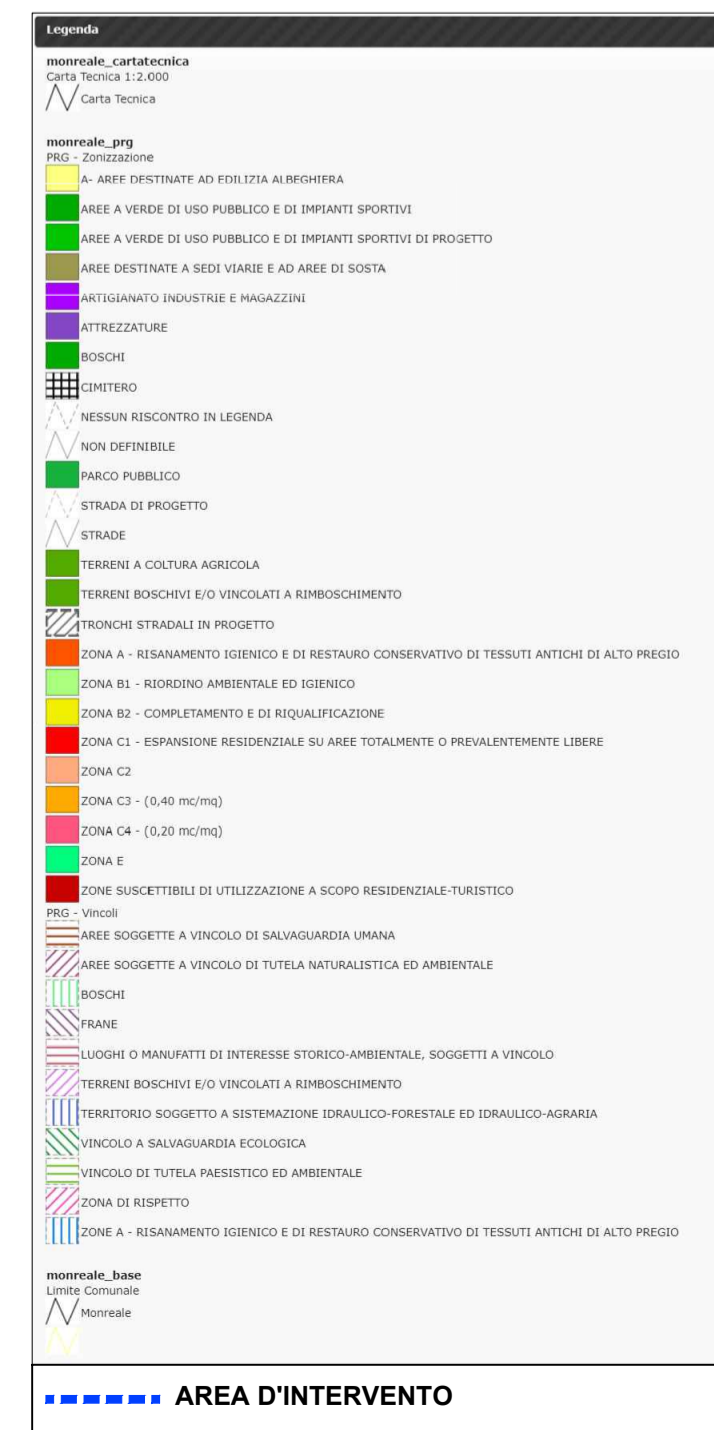 Legenda
monreale_cartatecnica
Carta Tecnica 1:2.000
Carta Tecnica
monreale_prg
PRG - Zonizzazione
A- AREE DESTINATE AD EDILIZIA ALBEGHIERA
AREE A VERDE DI USO PUBBLICO E DI IMPIANTI SPORTIVI
AREE A VERDE DI USO PUBBLICO E DI IMPIANTI SPORTIVI DI PROGETTO
AREE DESTINATE A SEDI VIARIE E AD AREE DI SOSTA
ARTIGIANATO INDUSTRIE E MAGAZZINI
ATTREZZATURE
BOSCHI
CIMITERO
NESSUN RISCONTRO IN LEGENDA
NON DEFINIBILE
PARCO PUBBLICO
STRADA DI PROGETTO
STRADE
TERRENI A COLTURA AGRICOLA
TERRENI BOSCHIVI E/O VINCOLATI A RIMBOSCHIMENTO
TRONCHI STRADALI IN PROGETTO
ZONA A - RISANAMENTO IGIENICO E DI RESTAURO CONSERVATIVO DI TESSUTI ANTICHI DI ALTO PREGIO
ZONA B1 - RIORDINO AMBIENTALE ED IGIENICO
ZONA B2 - COMPLETAMENTO E DI RIQUALIFICAZIONE
ZONA C1 - ESPANSIONE RESIDENZIALE SU AREE TOTALMENTE O PREVALENTEMENTE LIBERE
ZONA C2
ZONA C3 - (0,40 mc/mq)
ZONA C4 - (0,20 mc/mq)
ZONA E
ZONE SUSCETTIBILI DI UTILIZZAZIONE A SCOPO RESIDENZIALE-TURISTICO
PRG - Vincoli
AREE SOGGETTE A VINCOLO DI SALVAGUARDIA UMANA
AREE SOGGETTE A VINCOLO DI TUTELA NATURALISTICA ED AMBIENTALE
BOSCHI
FRANE
LUOGHI O MANUFATTI DI INTERESSE STORICO-AMBIENTALE, SOGGETTI A VINCOLO
TERRENI BOSCHIVI E/O VINCOLATI A RIMBOSCHIMENTO
TERRITORIO SOGGETTO A SISTEMAZIONE IDRAULICO-FORESTALE ED IDRAULICO-AGRARIA
VINCOLO A SALVAGUARDIA ECOLOGICA
VINCOLO DI TUTELA PAESISTICO ED AMBIENTALE
ZONA DI RISPETTO
ZONE A - RISANAMENTO IGIENICO E DI RESTAURO CONSERVATIVO DI TESSUTI ANTICHI DI ALTO PREGIO
monreale_base
Limite Comunale
Monreale
AREA D'INTERVENTO